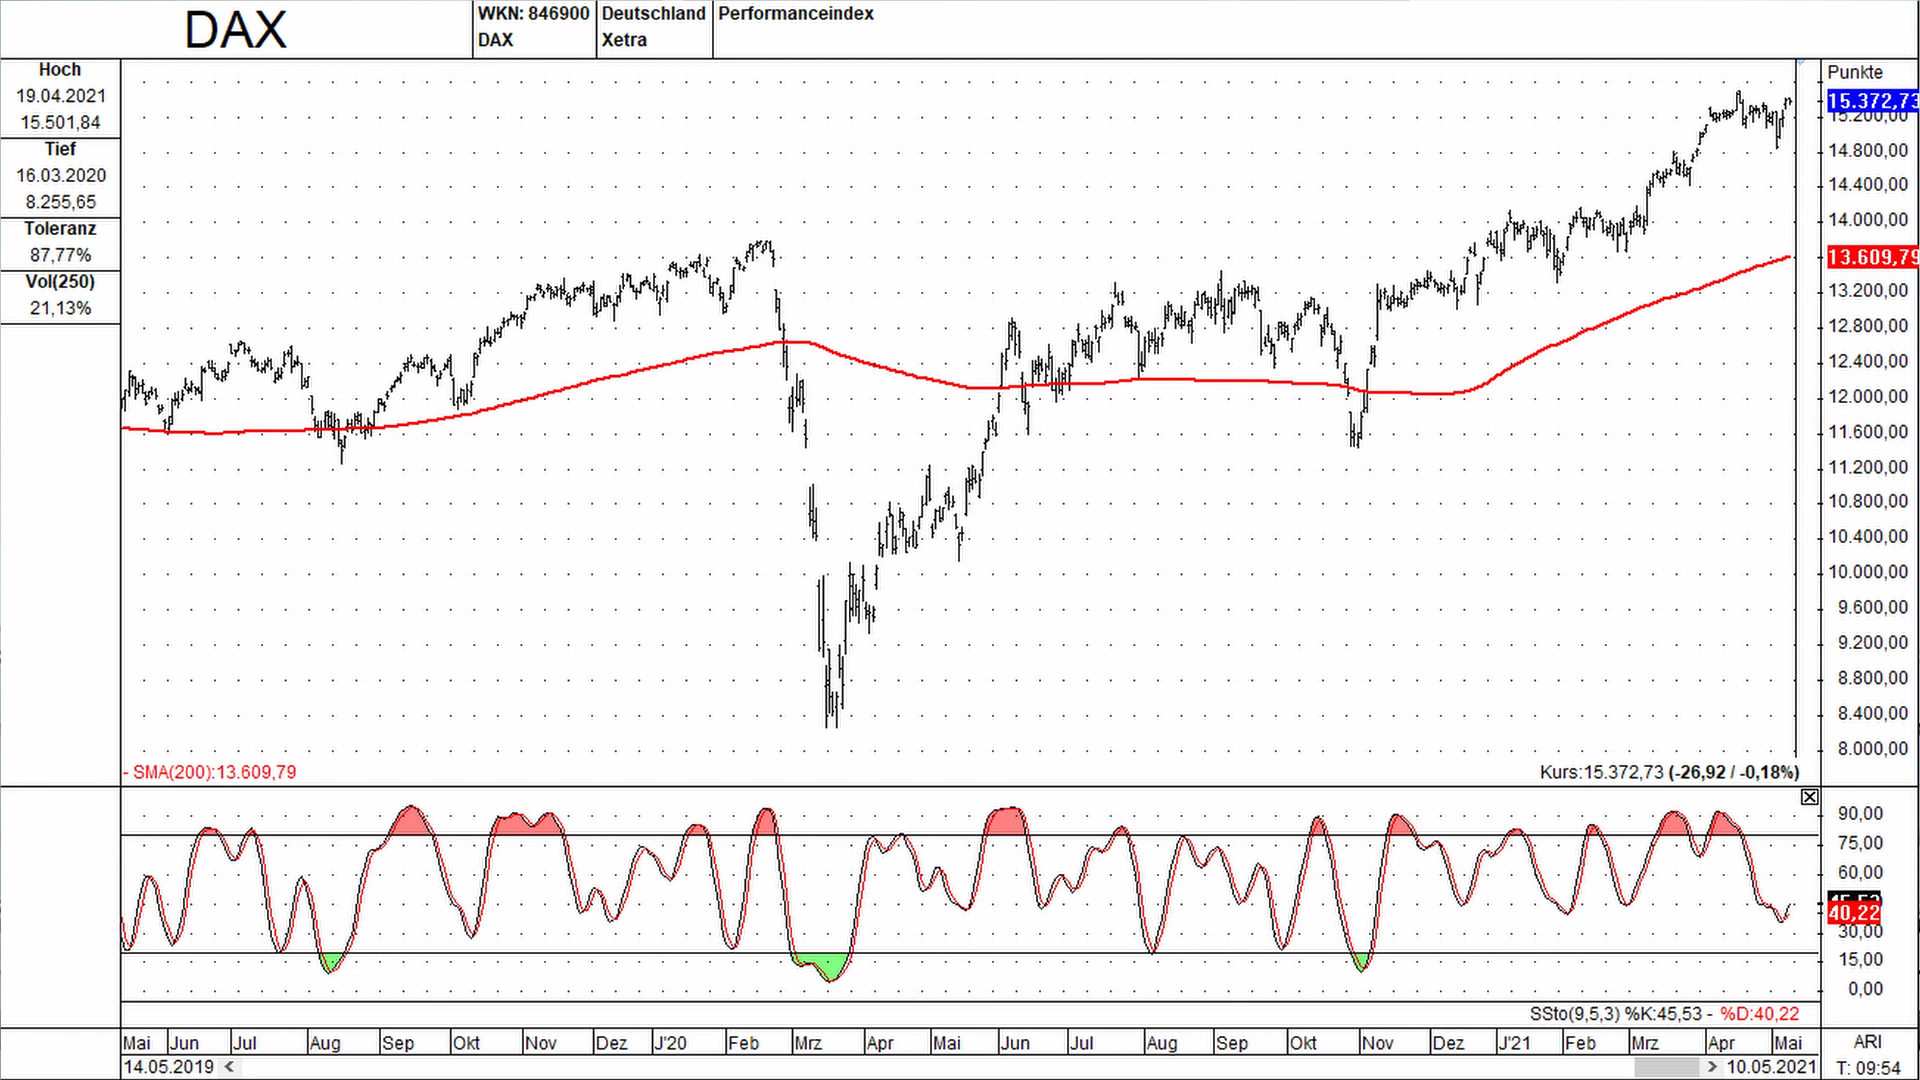 DAX
WKN: 846900
DAX
Deutschland
Xetra
Performanceindex
Hoch
19.04.2021
15.501,84
Tief
16.03.2020
8.255,65
Toleranz
87,77%
Vol(250)
21,13%
Punkte
15.372,73
15.200,00
14.800,00
14.400,00
14.000,00
13.609,79
13.200,00
12.800,00
12.400,00
12.000,00
11.600,00
11.200,00
10.800,00
10.400,00
10.000,00
9.600,00
9.200,00
8.800,00
8.400,00
8.000,00
- SMA(200):13.609,79
Kurs:15.372,73 (-26,92 / -0,18%)
90,00
75,00
60,00
45,53
40,22
30,00
15,00
0,00
SSto(9,5,3) %K:45,53 - %D:40,22
Mai Jun Jul Aug Sep Okt Nov Dez J'20 Feb Mrz Apr Mai Jun Jul Aug Sep Okt Nov Dez J'21 Feb Mrz Apr Mai
ARI
14.05.2019 < > 10.05.2021
T: 09:54